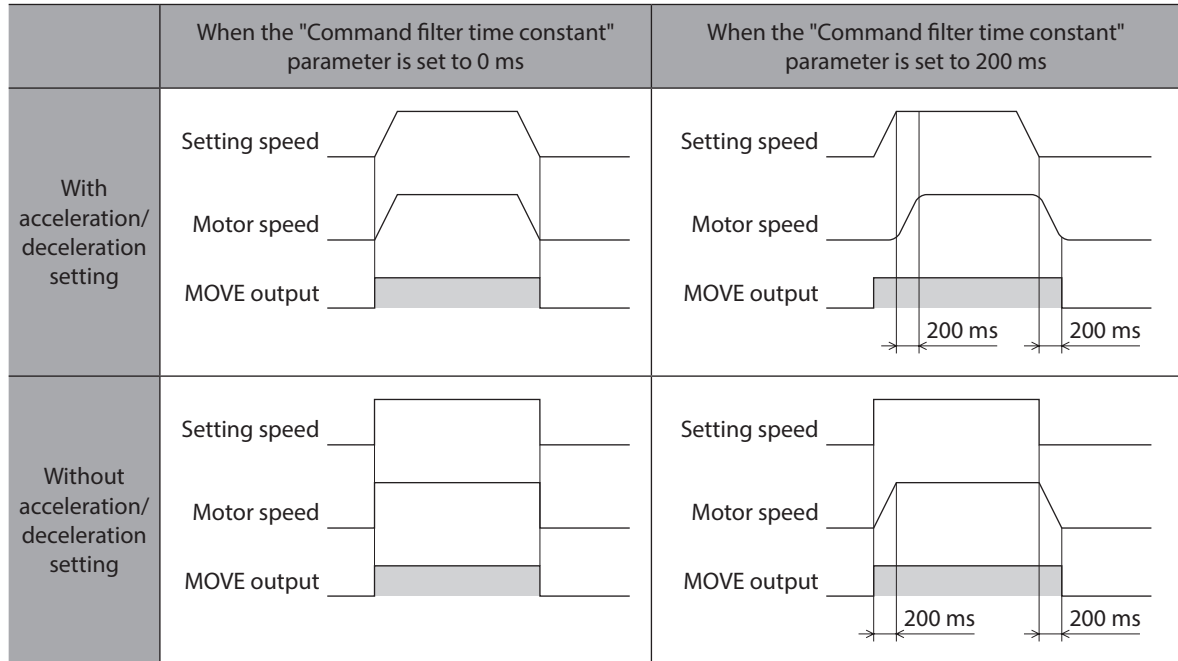 When the "Command filter time constant"
parameter is set to 0 ms
When the "Command filter time constant"
parameter is set to 200 ms
With
acceleration/
deceleration
setting
Setting speed
Motor speed
MOVE output
Setting speed
Motor speed
MOVE output
200 ms
200 ms
Without
acceleration/
deceleration
setting
Setting speed
Motor speed
MOVE output
Setting speed
Motor speed
MOVE output
200 ms
200 ms